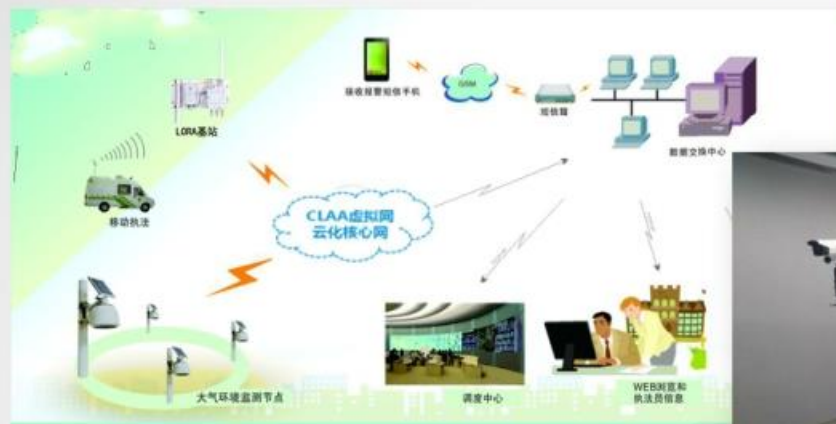 接收报警短信手机
GSM
短信猫
数据交换中心
LORA基站
移动执法
CLAA虚拟网
云化核心网
大气环境监测节点
调度中心
WEB浏览和
执法员信息